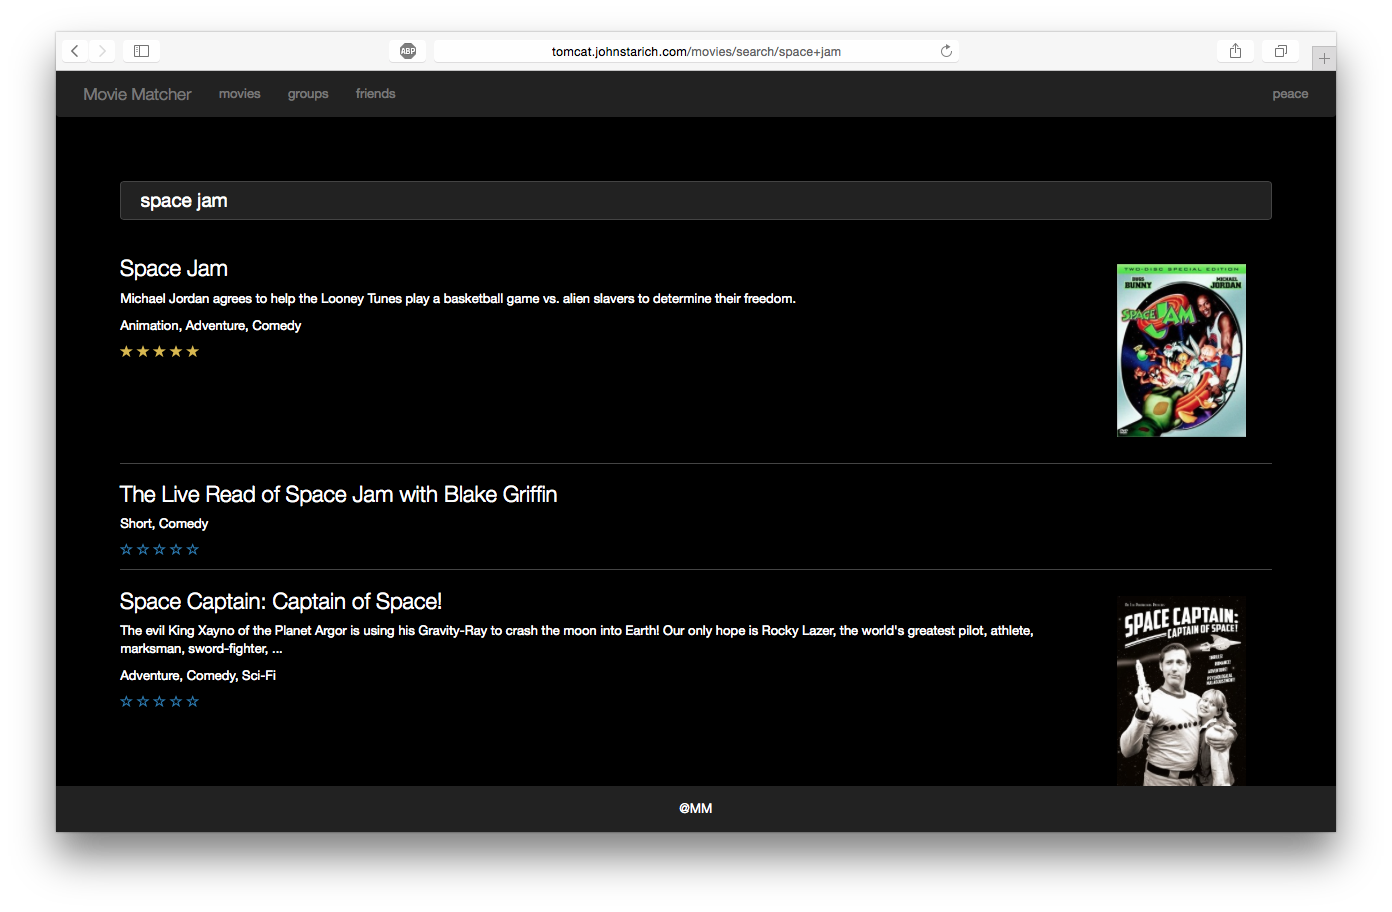 ABP
tomcat.johnstarich.com/movies/search/space+jam
Movie Matcher
movies
groups
friends
peace
space jam
Space Jam
Michael Jordan agrees to help the Looney Tunes play a basketball game vs. alien slavers to determine their freedom.
Animation, Adventure, Comedy
TWO-DISC SPECIAL EDITION
BUGS BUNNY
MICHAEL JORDAN
SPACE JAM
DVD
The Live Read of Space Jam with Blake Griffin
Short, Comedy
Space Captain: Captain of Space!
The evil King Xayno of the Planet Argor is using his Gravity-Ray to crash the moon into Earth! Our only hope is Rocky Lazer, the world's greatest pilot, athlete,
marksman, sword-fighter, ...
Adventure, Comedy, Sci-Fi
SPACE CAPTAIN:
CAPTAIN OF SPACE!
THRILLS!
ROMANCE!
ADVENTURE!
PSYCHOLOGICAL
@MM